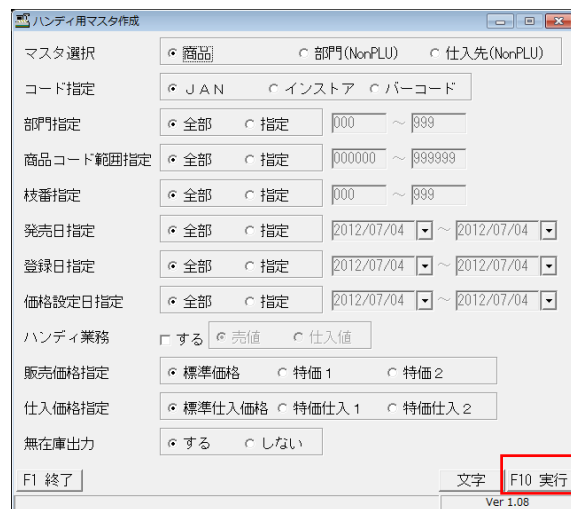 ハンディ用マスタ作成
マスタ選択 商品 部門(NonPLU) 仕入先(NonPLU)
コード指定 JAN インストア バーコード
部門指定 全部 指定 000 ～ 999
商品コード範囲指定 全部 指定 000000 ～ 999999
枝番指定 全部 指定 000 ～ 999
発売日指定 全部 指定 2012/07/04 ～ 2012/07/04
登録日指定 全部 指定 2012/07/04 ～ 2012/07/04
価格設定日指定 全部 指定 2012/07/04 ～ 2012/07/04
ハンディ業務 する 売値 仕入値
販売価格指定 標準価格 特価1 特価2
仕入価格指定 標準仕入価格 特価仕入1 特価仕入2
無在庫出力 する しない
F1 終了 文字 F10 実行
Ver 1.08